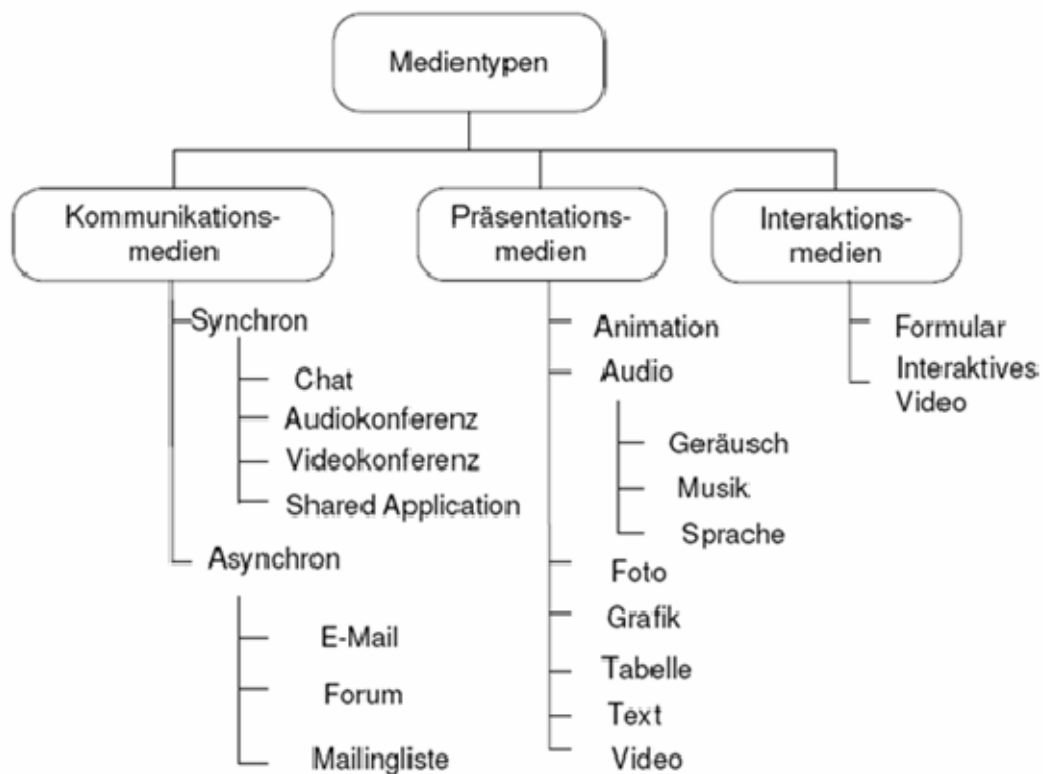 Medientypen
Kommunikations-
medien
Synchron
Chat
Audiokonferenz
Videokonferenz
Shared Application
Asynchron
E-Mail
Forum
Mailingliste
Präsentations-
medien
Animation
Audio
Geräusch
Musik
Sprache
Foto
Grafik
Tabelle
Text
Video
Interaktions-
medien
Formular
Interaktives
Video